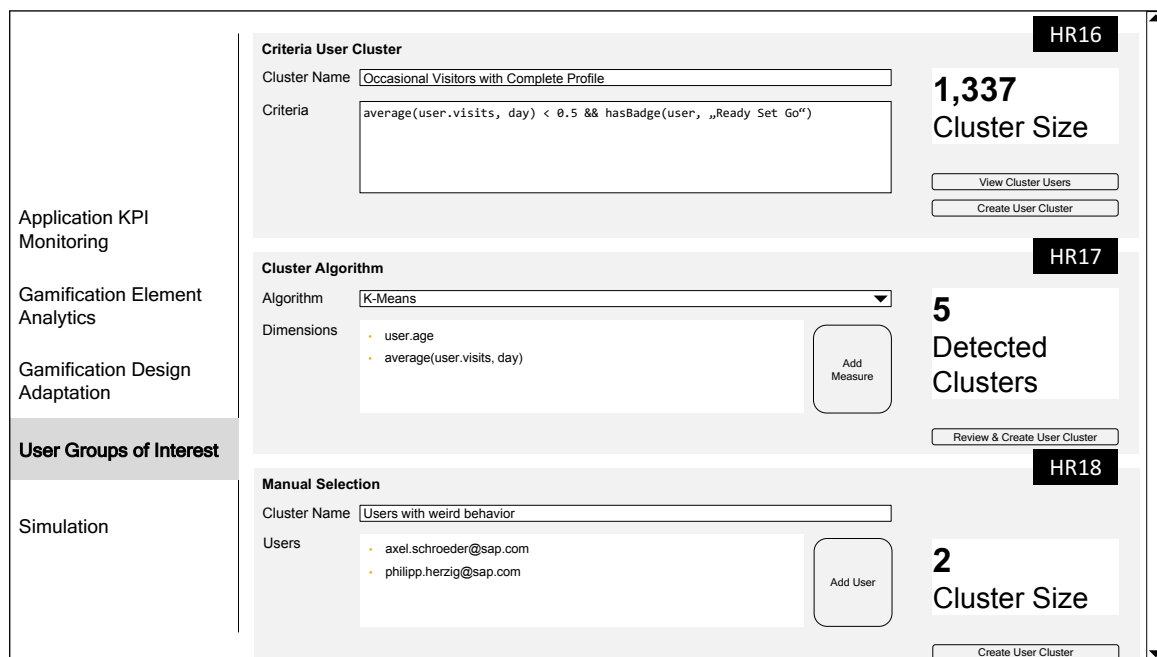 Application KPI
Monitoring
Gamification Element
Analytics
Gamification Design
Adaptation
User Groups of Interest
Simulation
HR16
Criteria User Cluster
Cluster Name Occasional Visitors with Complete Profile
Criteria average(user.visits, day) < 0.5 && hasBadge(user, „Ready Set Go“)
1,337
Cluster Size
View Cluster Users
Create User Cluster
HR17
Cluster Algorithm
Algorithm K-Means
Dimensions
• user.age
• average(user.visits, day)
Add
Measure
5
Detected
Clusters
Review & Create User Cluster
HR18
Manual Selection
Cluster Name Users with weird behavior
Users
• axel.schroeder@sap.com
• philipp.herzig@sap.com
Add User
2
Cluster Size
Create User Cluster